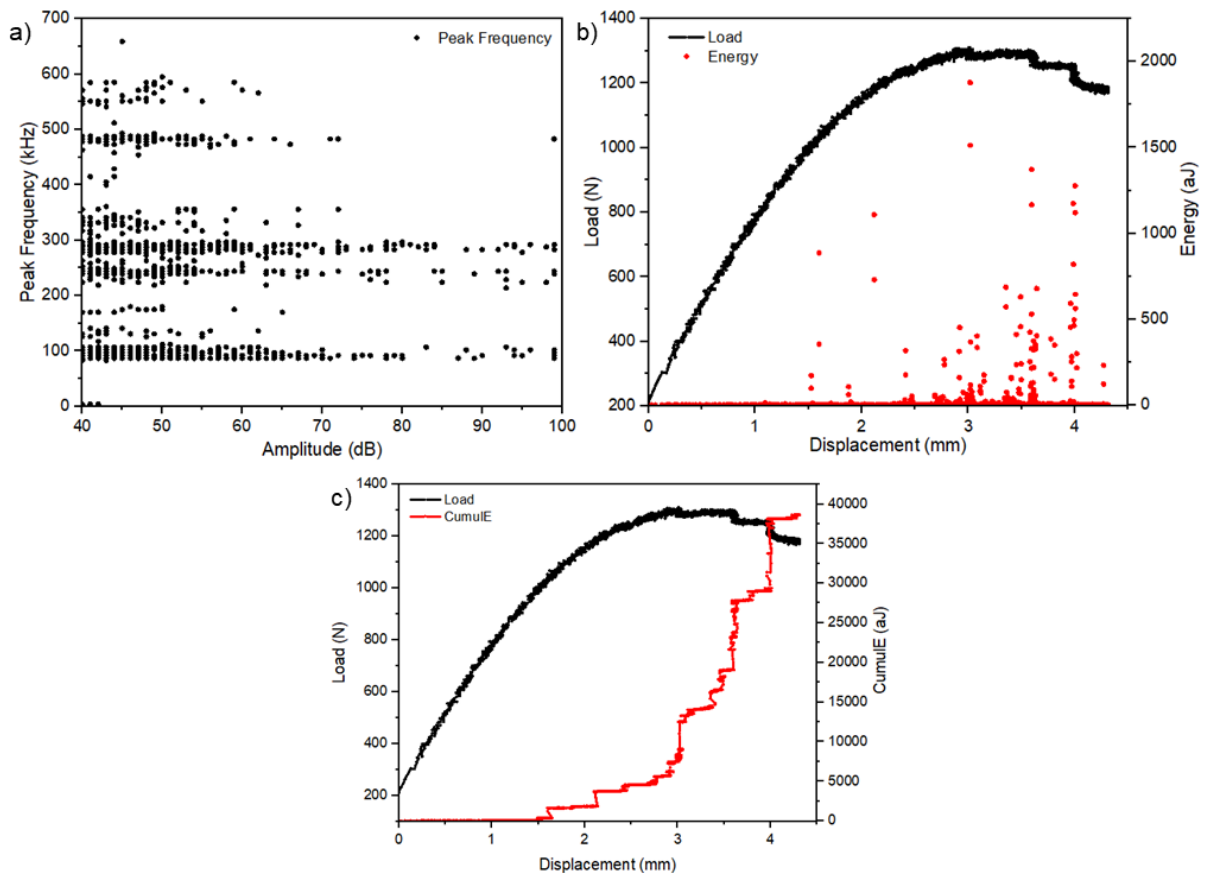 a)
Peak Frequency
700
600
500
400
300
200
100
0
Peak Frequency (kHz)
40 50 60 70 80 90 100
Amplitude (dB)
b)
Load
Energy
1400
1200
1000
800
600
400
200
Load (N)
2000
1500
1000
500
0
Energy (aJ)
0 1 2 3 4
Displacement (mm)
c)
Load
CumulE
1400
1200
1000
800
600
400
200
Load (N)
40000
35000
30000
25000
20000
15000
10000
5000
0
CumulE (aJ)
0 1 2 3 4
Displacement (mm)